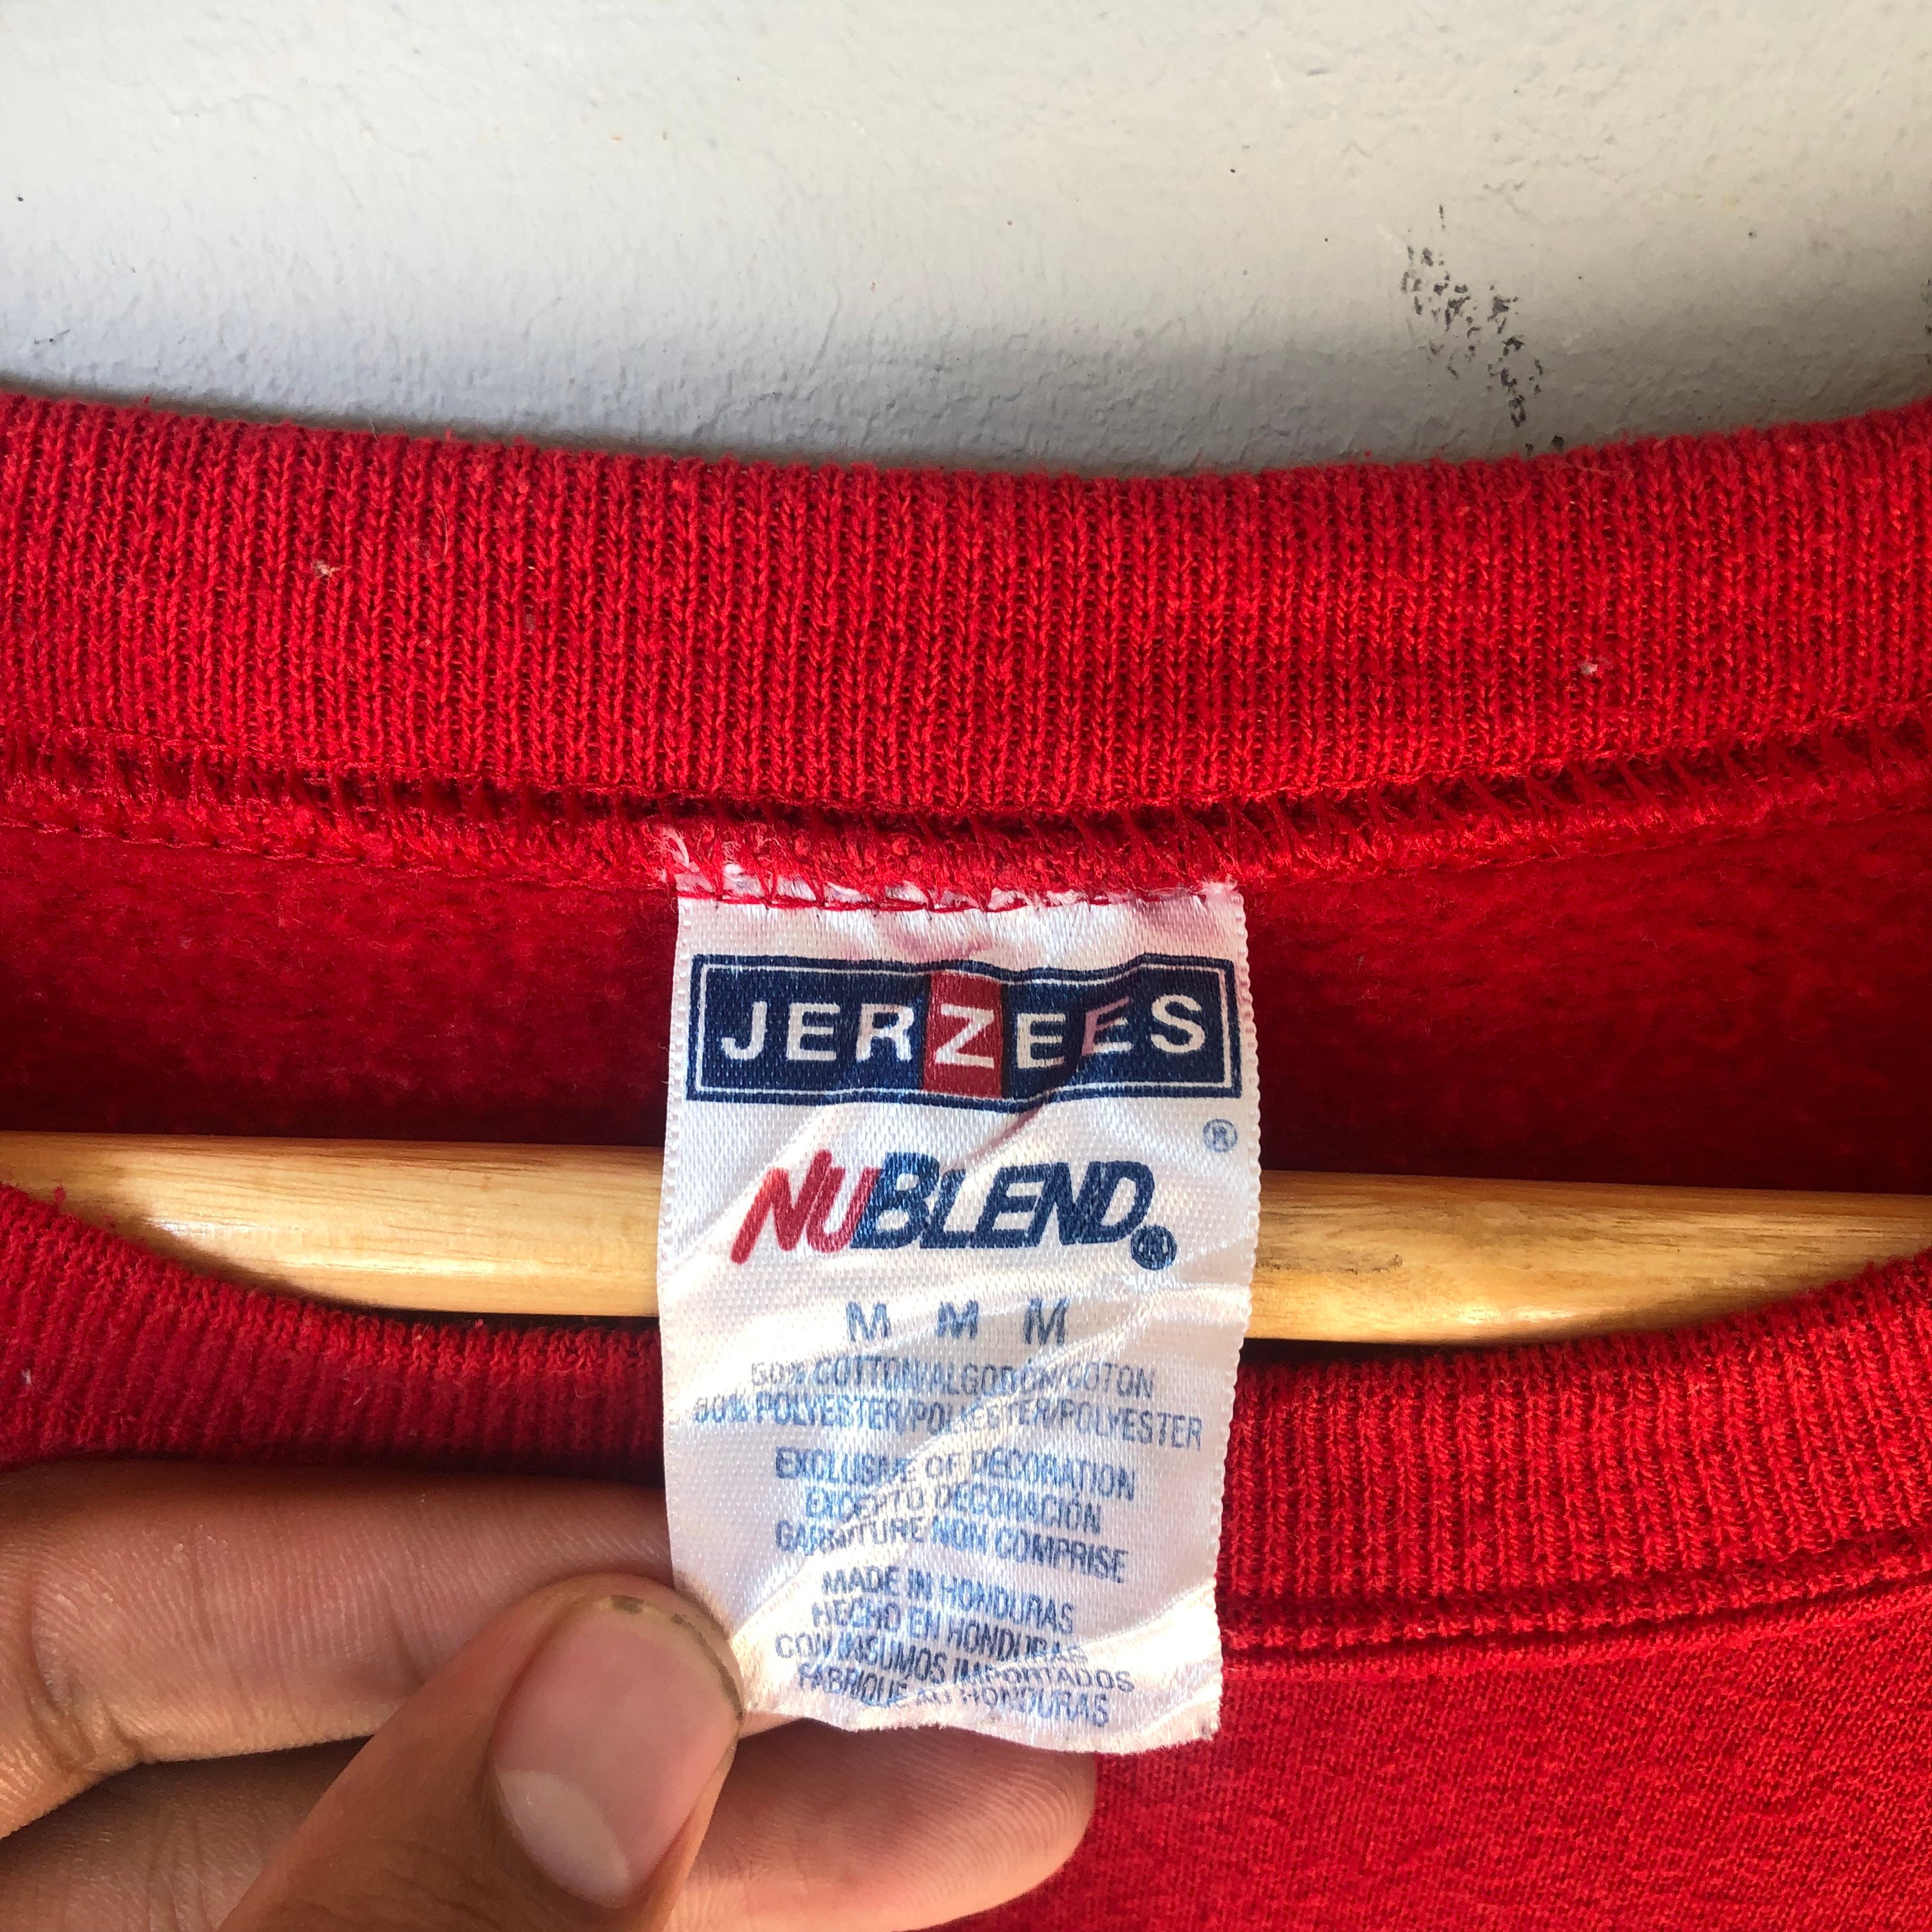 JERZEES
®
NUBLEND®
M M M
50% COTTON/ALGODON/COTON
50% POLYESTER/POLIESTER/POLYESTER
EXCLUSIVE OF DECORATION
EXCEPTO DECORACIÓN
GARNITURE NON COMPRISE
MADE IN HONDURAS
HECHO EN HONDURAS
CON INSUMOS IMPORTADOS
FABRIQUE AU HONDURAS